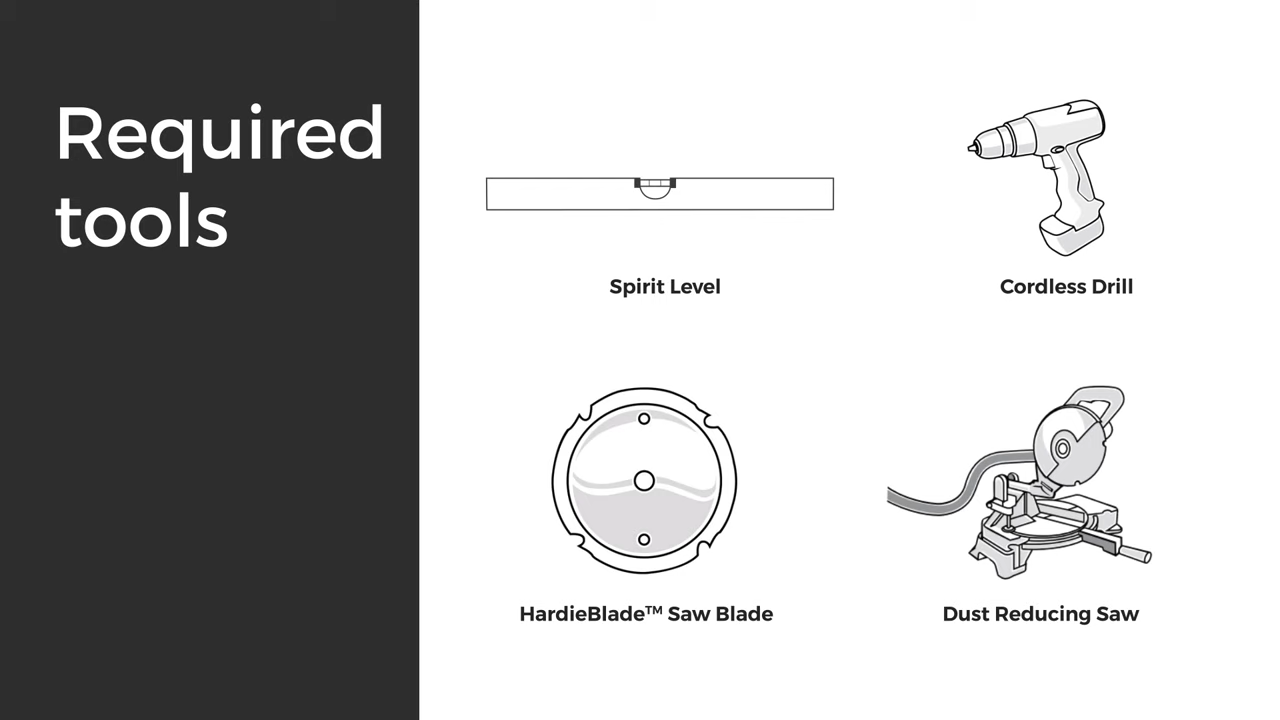 Required
tools
Spirit Level
Cordless Drill
HardieBlade™ Saw Blade
Dust Reducing Saw